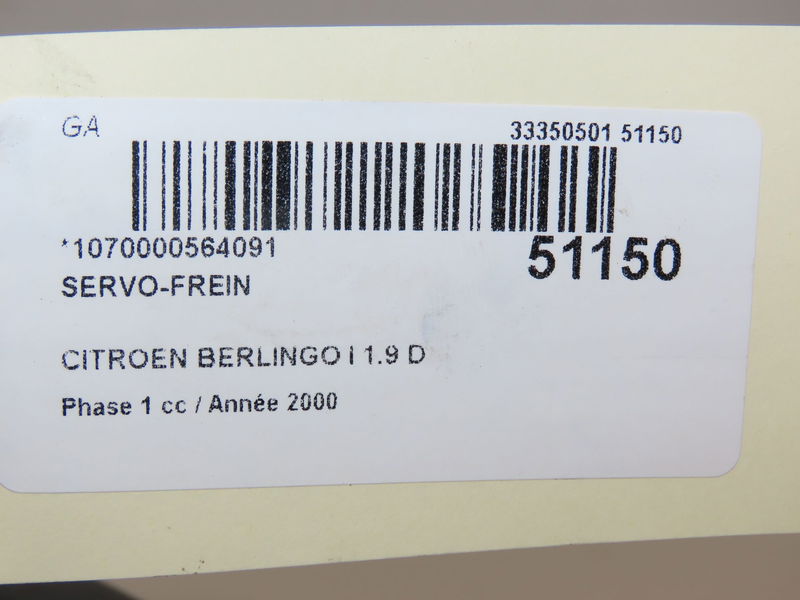 GA
33350501 51150
*1070000564091
51150
SERVO-FREIN
CITROEN BERLINGO I 1.9 D
Phase 1 cc / Année 2000